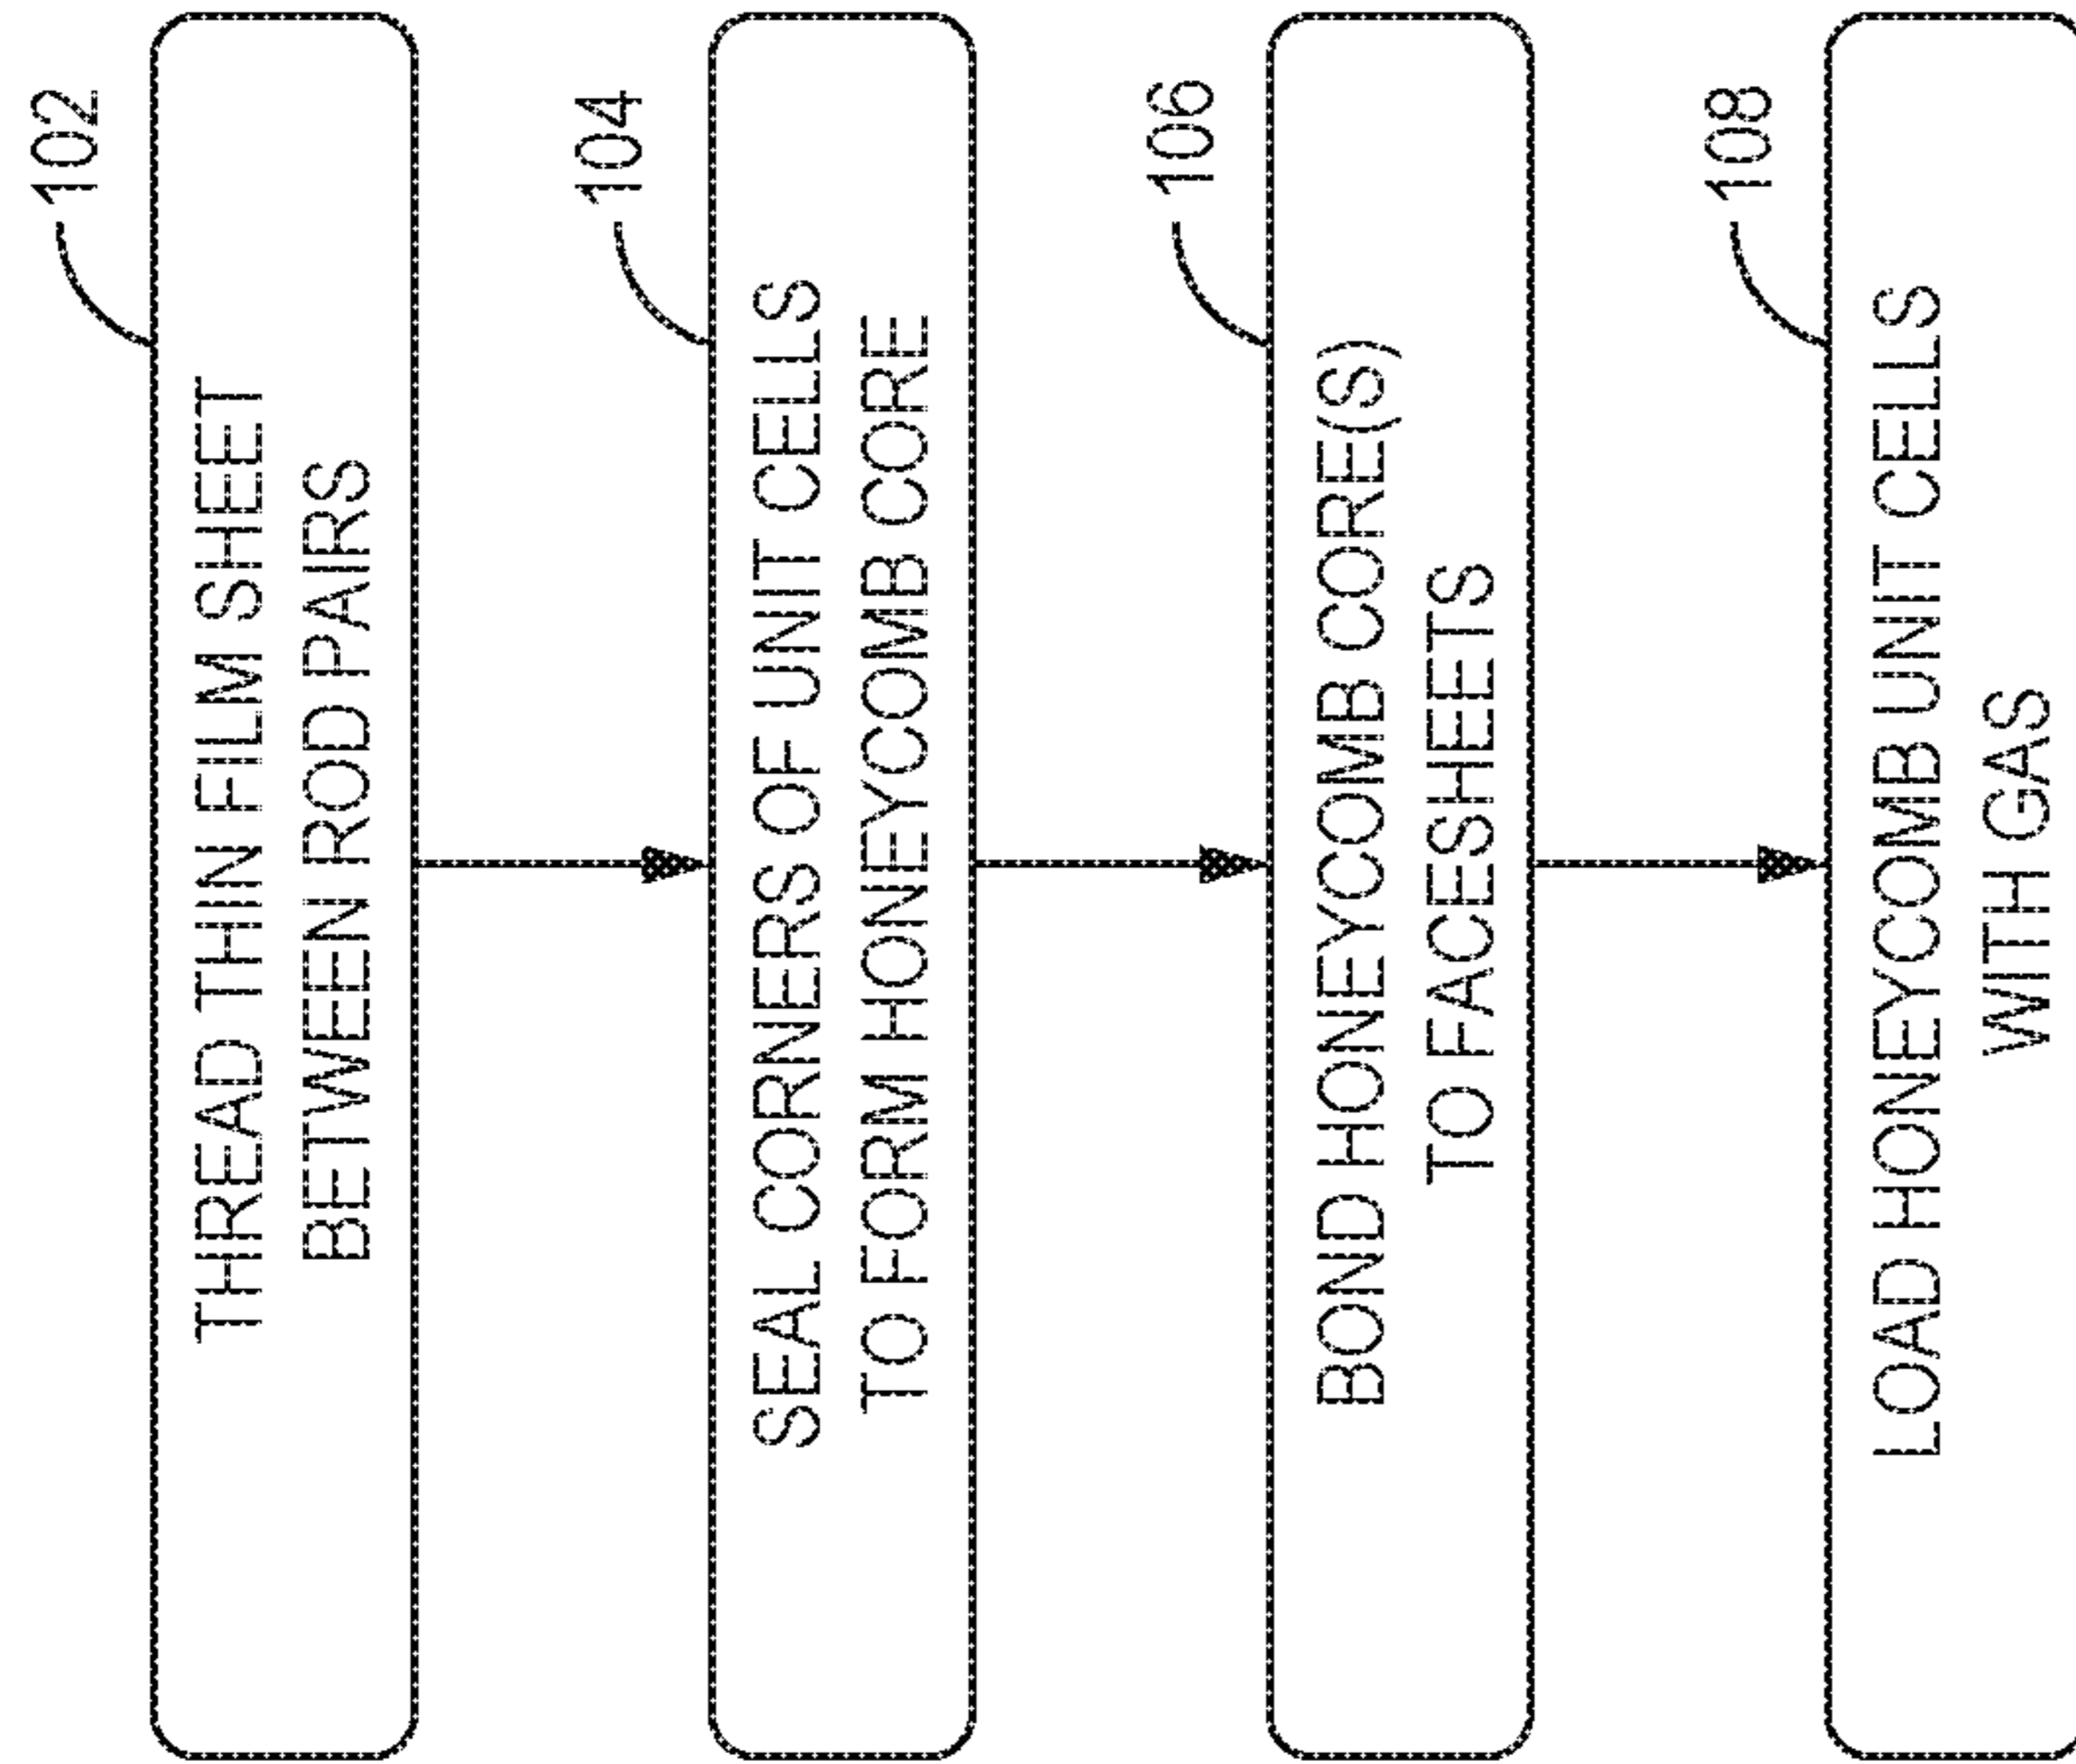 102
THREAD THIN FILM SHEET
BETWEEN ROD PAIRS
104
SEAL CORNERS OF UNIT CELLS
TO FORM HONEYCOMB CORE
106
BOND HONEYCOMB CORE(S)
TO FACESHEETS
108
LOAD HONEYCOMB UNIT CELLS
WITH GAS